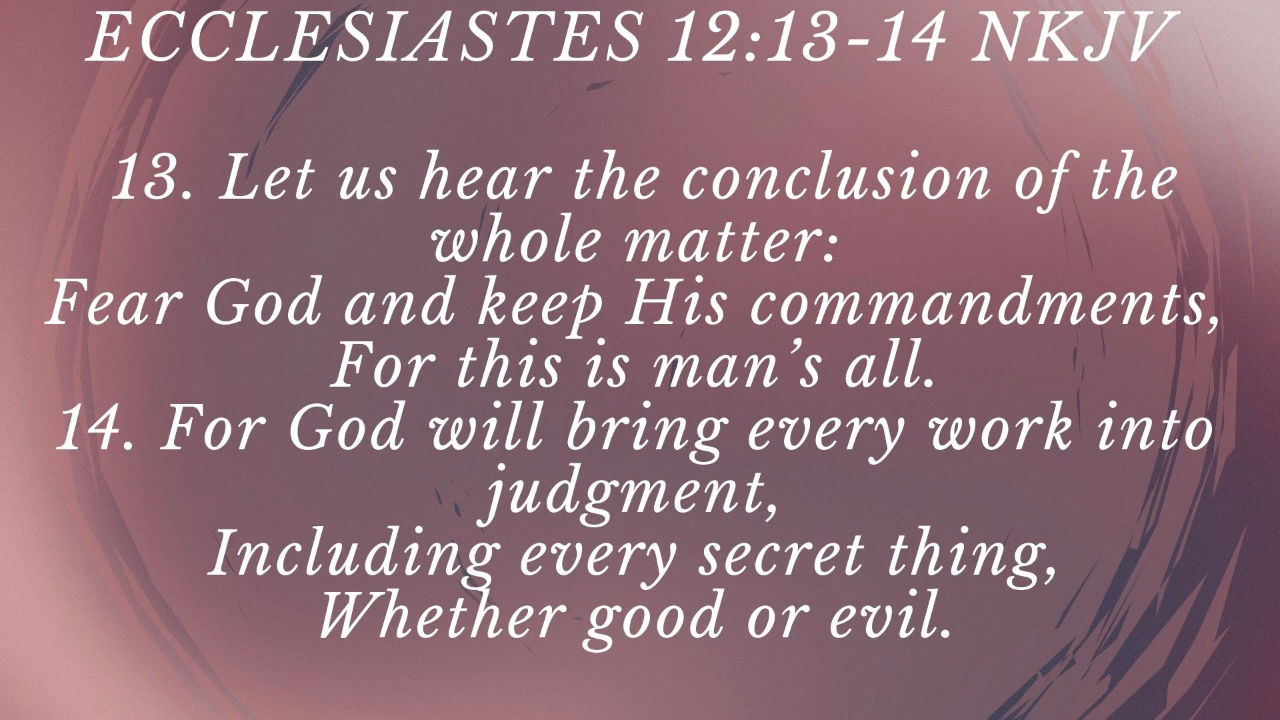 ECCLESIASTES 12:13-14 NKJV
13. Let us hear the conclusion of the
whole matter:
Fear God and keep His commandments,
For this is man’s all.
14. For God will bring every work into
judgment,
Including every secret thing,
Whether good or evil.